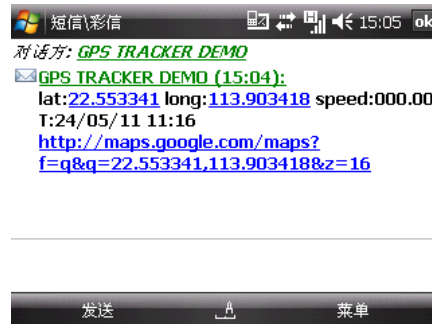 短信\彩信 15:05 ok
对话方: GPS TRACKER DEMO
GPS TRACKER DEMO (15:04):
lat:22.553341 long:113.903418 speed:000.00
T:24/05/11 11:16
http://maps.google.com/maps?
f=q&q=22.553341,113.903418&z=16
发送 菜单